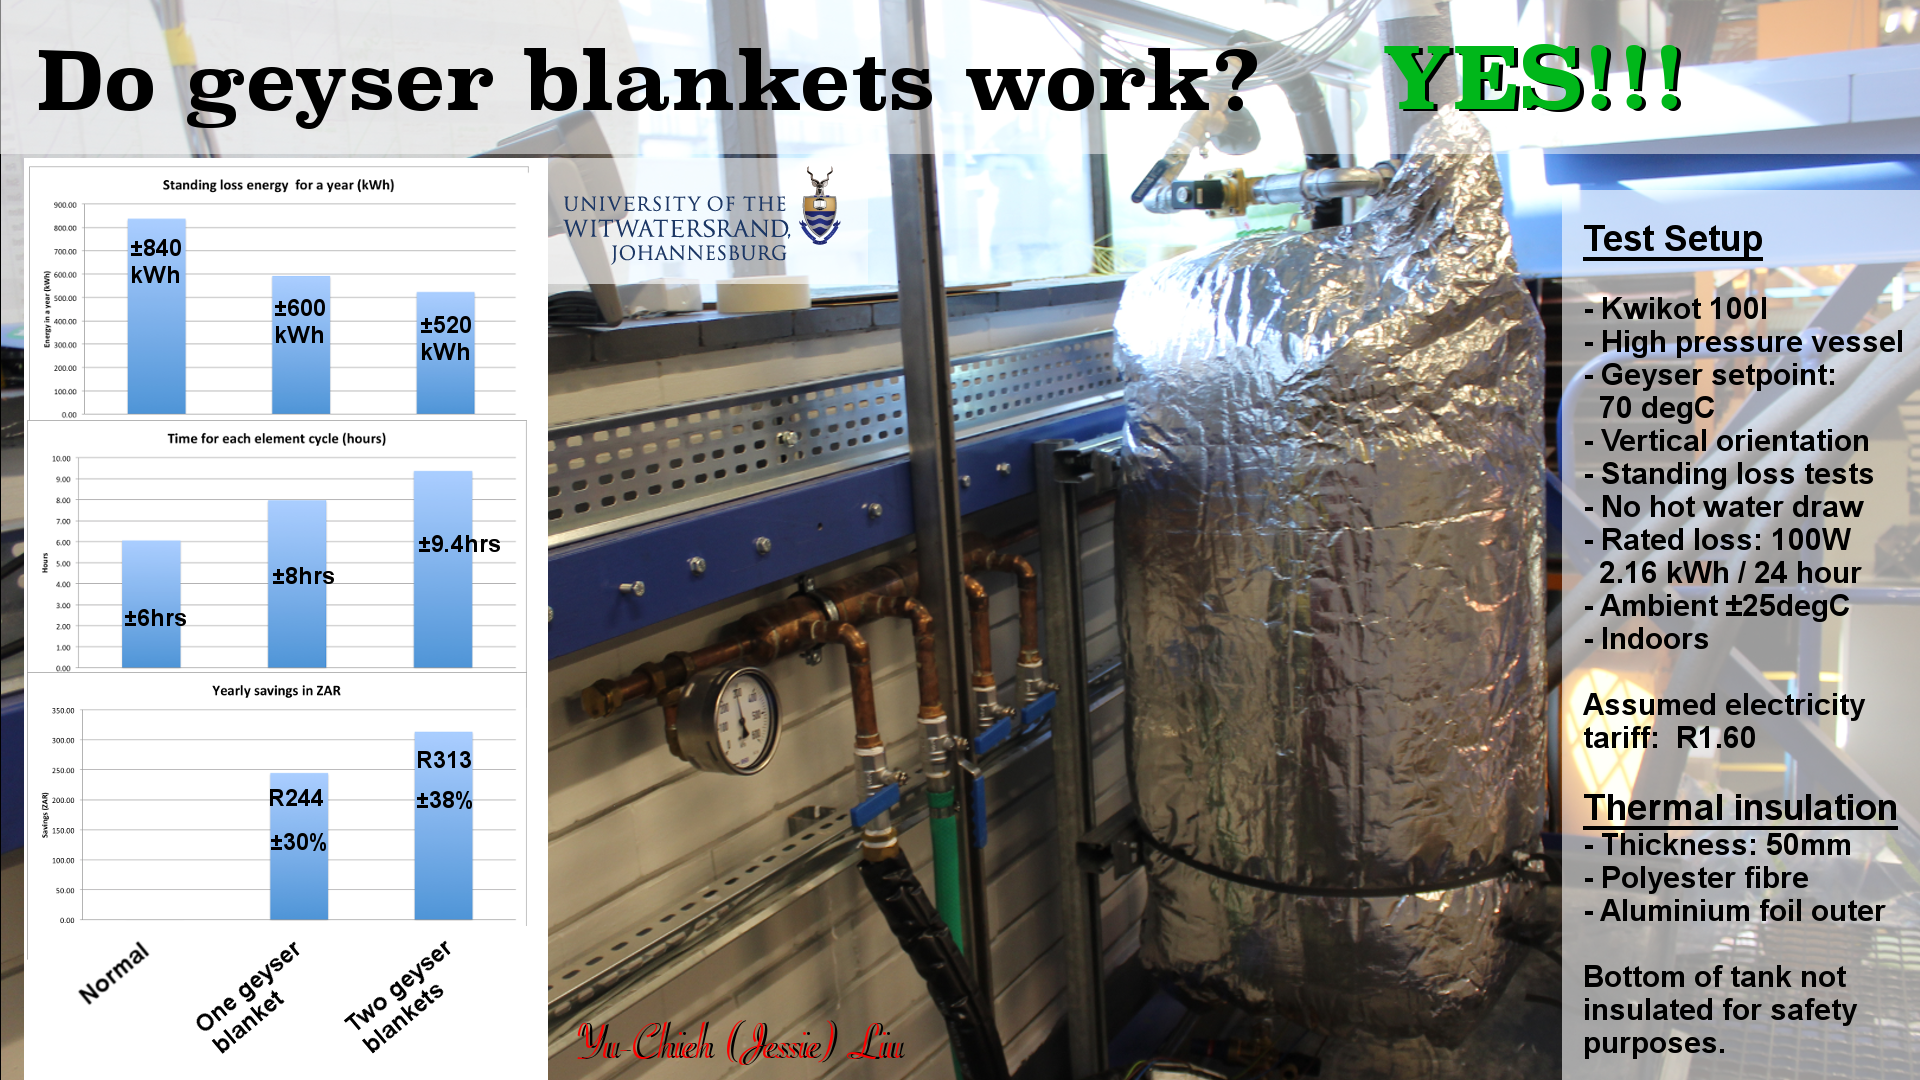 Do geyser blankets work? YES!!!
Standing loss energy for a year (kWh)
Energy in a year (kWh)
900.00
800.00
700.00
600.00
500.00
400.00
300.00
200.00
100.00
0.00
±840
kWh
±600
kWh
±520
kWh
Time for each element cycle (hours)
Hours
10.00
9.00
8.00
7.00
6.00
5.00
4.00
3.00
2.00
1.00
0.00
±6hrs
±8hrs
±9.4hrs
Yearly savings in ZAR
Savings (ZAR)
350.00
300.00
250.00
200.00
150.00
100.00
50.00
0.00
R244
±30%
R313
±38%
Normal
One geyser
blanket
Two geyser
blankets
UNIVERSITY OF THE
WITWATERSRAND,
JOHANNESBURG
Yu-Chieh (Jessie) Liu
Test Setup
- Kwikot 100l
- High pressure vessel
- Geyser setpoint:
70 degC
- Vertical orientation
- Standing loss tests
- No hot water draw
- Rated loss: 100W
2.16 kWh / 24 hour
- Ambient ±25degC
- Indoors
Assumed electricity
tariff: R1.60
Thermal insulation
- Thickness: 50mm
- Polyester fibre
- Aluminium foil outer
Bottom of tank not
insulated for safety
purposes.